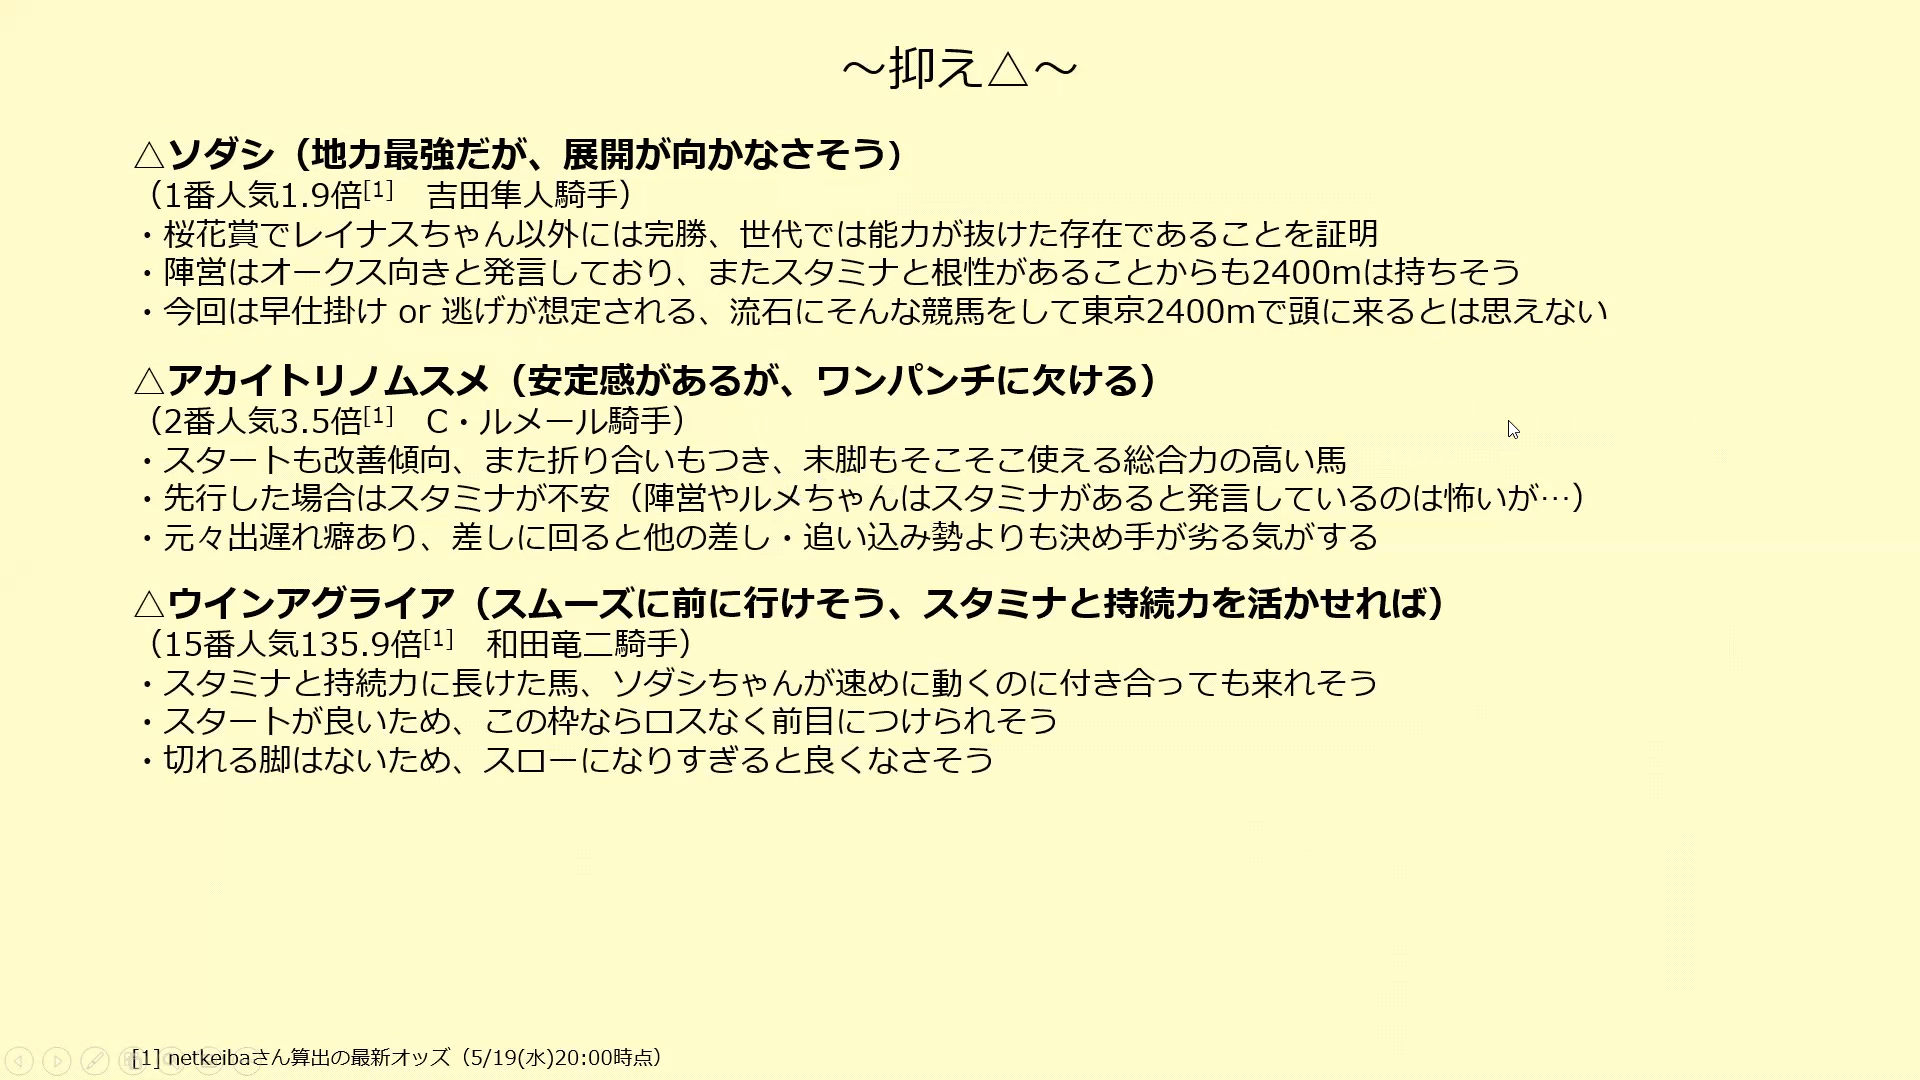 ～抑え△～
△ソダシ（地力最強だが、展開が向かなさそう）
（1番人気1.9倍[1]　吉田隼人騎手）
・桜花賞でレイナスちゃん以外には完勝、世代では能力が抜けた存在であることを証明
・陣営はオークス向きと発言しており、またスタミナと根性があることからも2400mは持ちそう
・今回は早仕掛け or 逃げが想定される、流石にそんな競馬をして東京2400mで頭に来るとは思えない
△アカイトリノムスメ（安定感があるが、ワンパンチに欠ける）
（2番人気3.5倍[1]　C・ルメール騎手）
・スタートも改善傾向、また折り合いもつき、末脚もそこそこ使える総合力の高い馬
・先行した場合はスタミナが不安（陣営やルメちゃんはスタミナがあると発言しているのは怖いが…）
・元々出遅れ癖あり、差しに回ると他の差し・追い込み勢よりも決め手が劣る気がする
△ウインアグライア（スムーズに前に行けそう、スタミナと持続力を活かせれば）
（15番人気135.9倍[1]　和田竜二騎手）
・スタミナと持続力に長けた馬、ソダシちゃんが速めに動くのに付き合っても来れそう
・スタートが良いため、この枠ならロスなく前目につけられそう
・切れる脚はないため、スローになりすぎると良くなさそう
[1] netkeibaさん算出の最新オッズ（5/19(水)20:00時点）